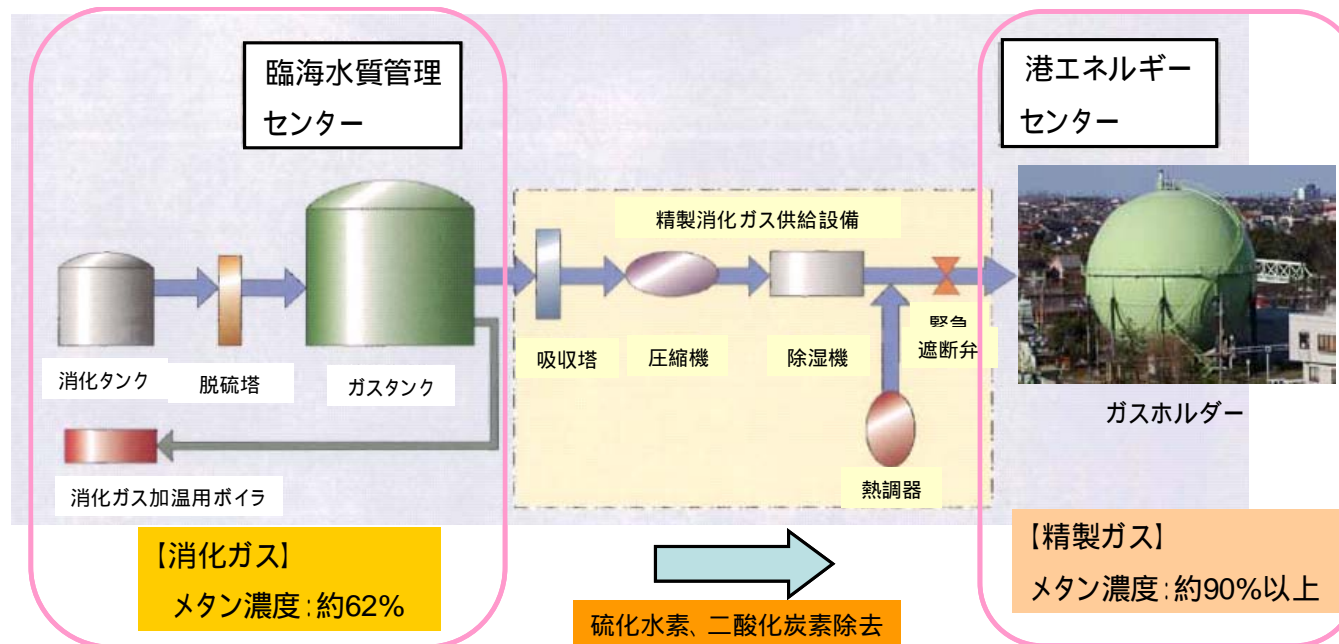 臨海水質管理
センター
港エネルギー
センター
精製消化ガス供給設備
消化タンク
脱硫塔
ガスタンク
吸収塔
圧縮機
除湿機
緊急
遮断弁
ガスホルダー
消化ガス加温用ボイラ
熱調器
【消化ガス】
メタン濃度:約62%
硫化水素、二酸化炭素除去
【精製ガス】
メタン濃度:約90%以上